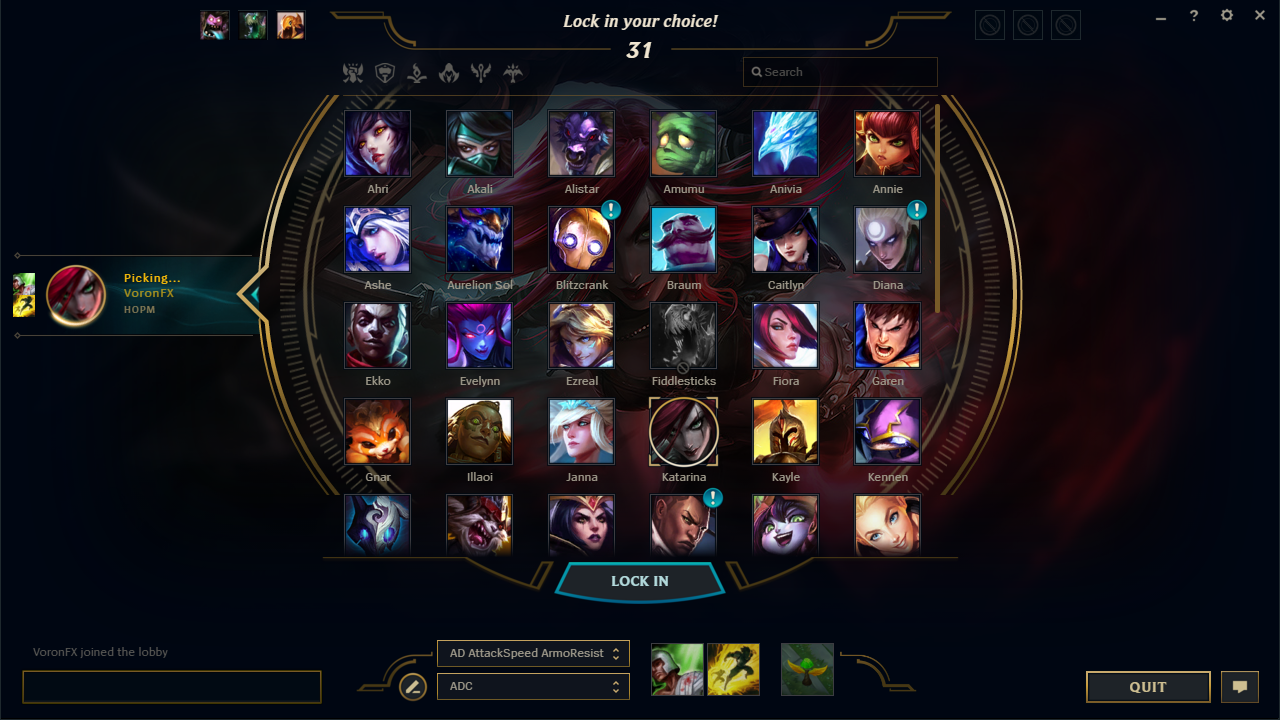 Lock in your choice!
31
?
Search
Ahri
Akali
Alistar
Amumu
Anivia
Annie
Ashe
Aurelion Sol
Blitzcrank
Braum
Caitlyn
Diana
Picking...
VoronFX
НОРМ
Ekko
Evelynn
Ezreal
Fiddlesticks
Fiora
Garen
Gnar
Illaoi
Janna
Katarina
Kayle
Kennen
LOCK IN
VoronFX joined the lobby
AD AttackSpeed ArmoResist
ADC
QUIT